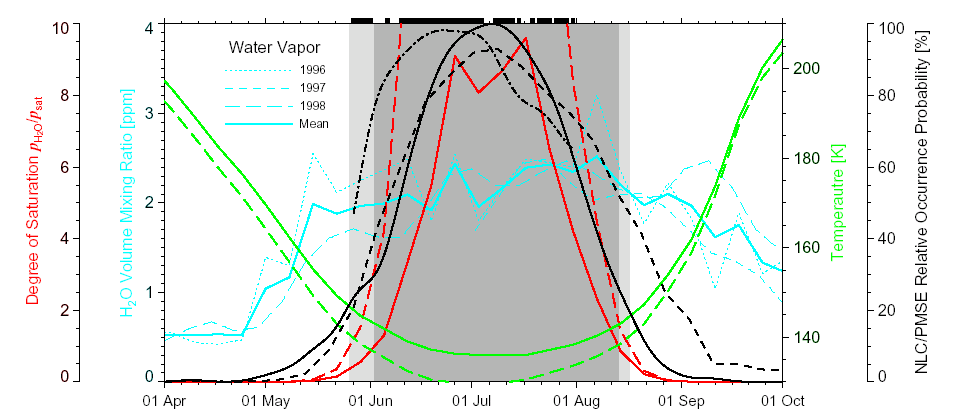 10
8
6
4
2
0
Degree of Saturation pH2O/psat
4
3
2
1
0
H2O Volume Mixing Ratio [ppm]
Water Vapor
1996
1997
1998
Mean
01 Apr
01 May
01 Jun
01 Jul
01 Aug
01 Sep
01 Oct
200
180
160
140
Temperautre [K]
100
80
60
40
20
0
NLC/PMSE Relative Occurrence Probability [%]